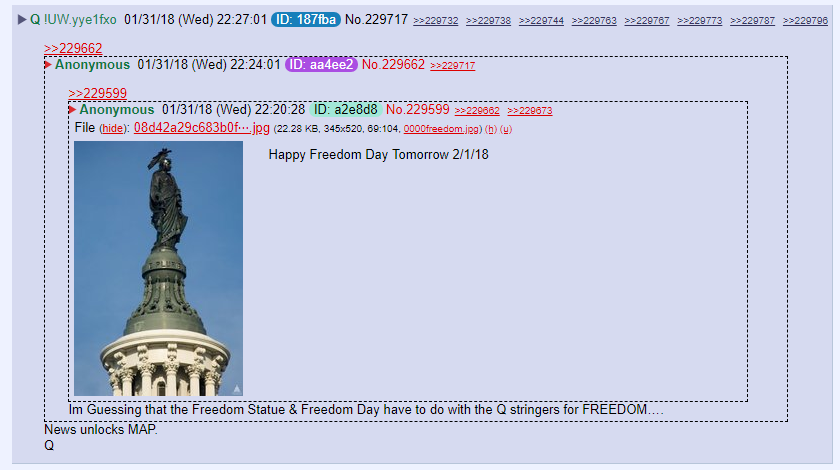 Q !UW.yye1fxo 01/31/18 (Wed) 22:27:01 ID: 187fba No.229717 >>229732 >>229738 >>229744 >>229763 >>229767 >>229773 >>229787 >>229796
>>229662
Anonymous 01/31/18 (Wed) 22:24:01 ID: aa4ee2 No.229662 >>229717
>>229599
Anonymous 01/31/18 (Wed) 22:20:28 ID: a2e8d8 No.229599 >>229662 >>229673
File (hide): 08d42a29c683b0f⋯.jpg (22.28 KB, 345x520, 69:104, 0000freedom.jpg) (h) (u)
Happy Freedom Day Tomorrow 2/1/18
Im Guessing that the Freedom Statue & Freedom Day have to do with the Q stringers for FREEDOM….
News unlocks MAP.
Q